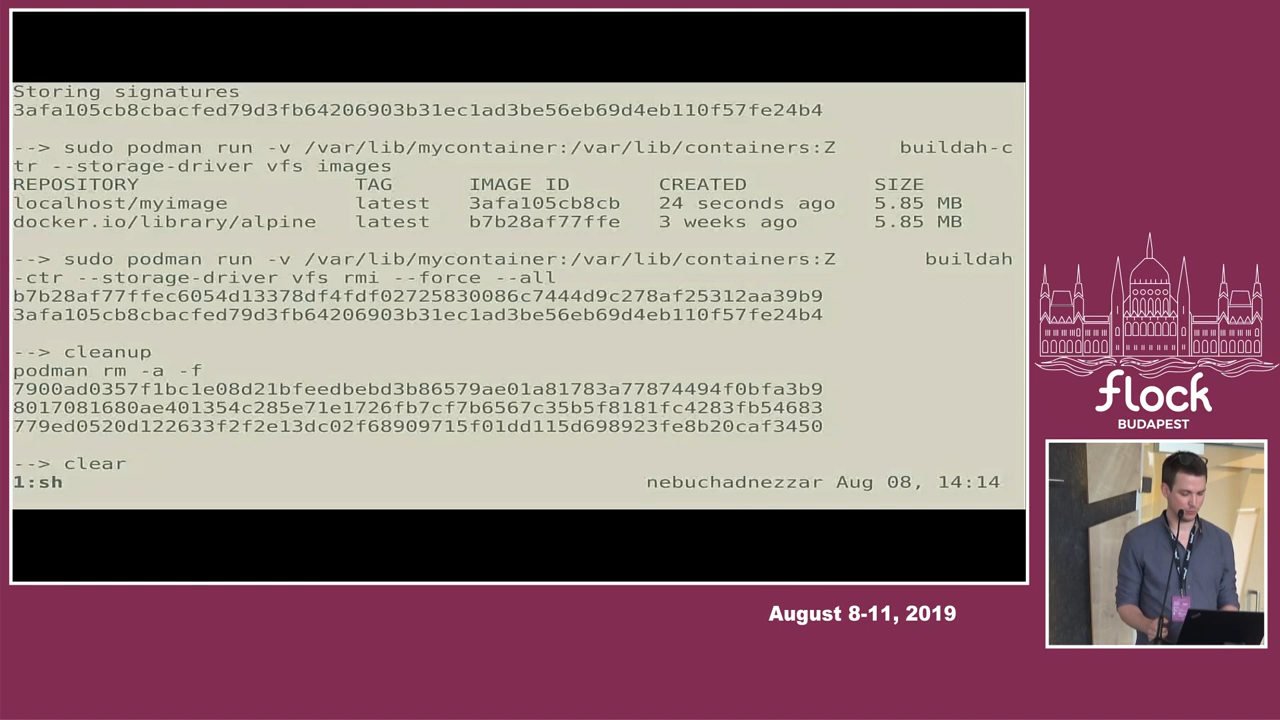 Storing signatures
3afa105cb8cbacfed79d3fb64206903b31ec1ad3be56eb69d4eb110f57fe24b4
--> sudo podman run -v /var/lib/mycontainer:/var/lib/containers:Z buildah-c
tr --storage-driver vfs images
REPOSITORY TAG IMAGE ID CREATED SIZE
localhost/myimage latest 3afa105cb8cb 24 seconds ago 5.85 MB
docker.io/library/alpine latest b7b28af77ffe 3 weeks ago 5.85 MB
--> sudo podman run -v /var/lib/mycontainer:/var/lib/containers:Z buildah
-ctr --storage-driver vfs rmi --force --all
b7b28af77ffec6054d13378df4fdf02725830086c7444d9c278af25312aa39b9
3afa105cb8cbacfed79d3fb64206903b31ec1ad3be56eb69d4eb110f57fe24b4
--> cleanup
podman rm -a -f
7900ad0357f1bc1e08d21bfeedbebd3b86579ae01a81783a77874494f0bfa3b9
8017081680ae401354c285e71e1726fb7cf7b6567c35b5f8181fc4283fb54683
779ed0520d122633f2f2e13dc02f68909715f01dd115d698923fe8b20caf3450
--> clear
1:sh nebuchadnezzar Aug 08, 14:14
flock
BUDAPEST
August 8-11, 2019